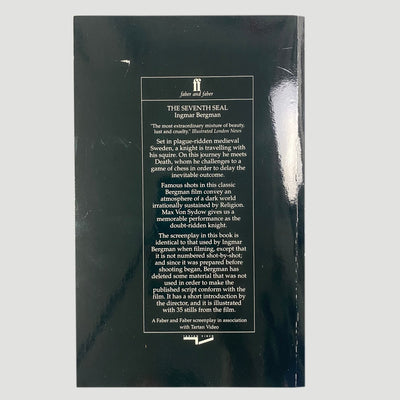 ff
faber and faber
THE SEVENTH SEAL
Ingmar Bergman
"The most extraordinary mixture of beauty,
lust and cruelty." Illustrated London News
Set in plague-ridden medieval
Sweden, a knight is travelling with
his squire. On this journey he meets
Death, whom he challenges to a
game of chess in order to delay the
inevitable outcome.
Famous shots in this classic
Bergman film convey an
atmosphere of a dark world
irrationally sustained by Religion.
Max Von Sydow gives us a
memorable performance as the
doubt-ridden knight.
The screenplay in this book is
identical to that used by Ingmar
Bergman when filming, except that
it is not numbered shot-by-shot;
and since it was prepared before
shooting began, Bergman has
deleted some material that was not
used in order to make the
published script conform with the
film. It has a short introduction by
the director, and it is illustrated
with 35 stills from the film.
A Faber and Faber screenplay in association
with Tartan Video
TARTAN VIDEO